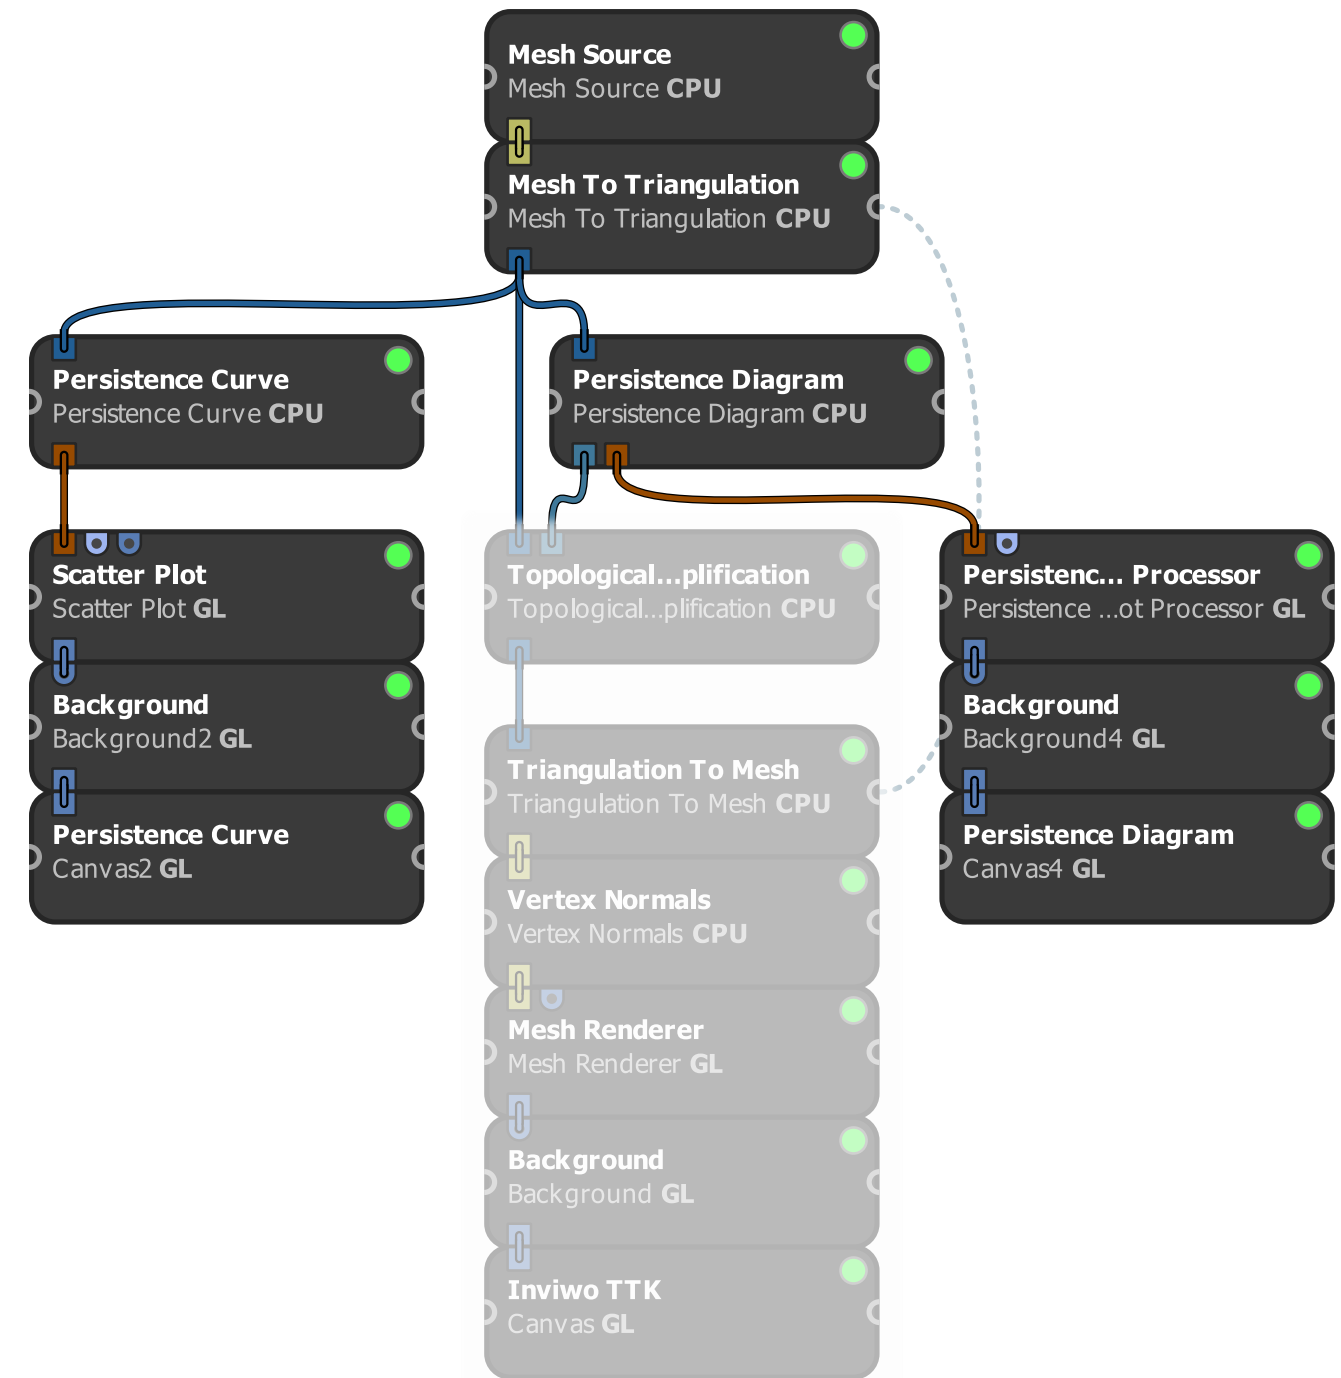 Mesh Source
Mesh Source CPU
Mesh To Triangulation
Mesh To Triangulation CPU
Persistence Curve
Persistence Curve CPU
Persistence Diagram
Persistence Diagram CPU
Scatter Plot
Scatter Plot GL
Background
Background2 GL
Persistence Curve
Canvas2 GL
Topological...plification
Topological...plification CPU
Triangulation To Mesh
Triangulation To Mesh CPU
Vertex Normals
Vertex Normals CPU
Mesh Renderer
Mesh Renderer GL
Background
Background GL
Inviwo TTK
Canvas GL
Persistenc... Processor
Persistence ...ot Processor GL
Background
Background4 GL
Persistence Diagram
Canvas4 GL